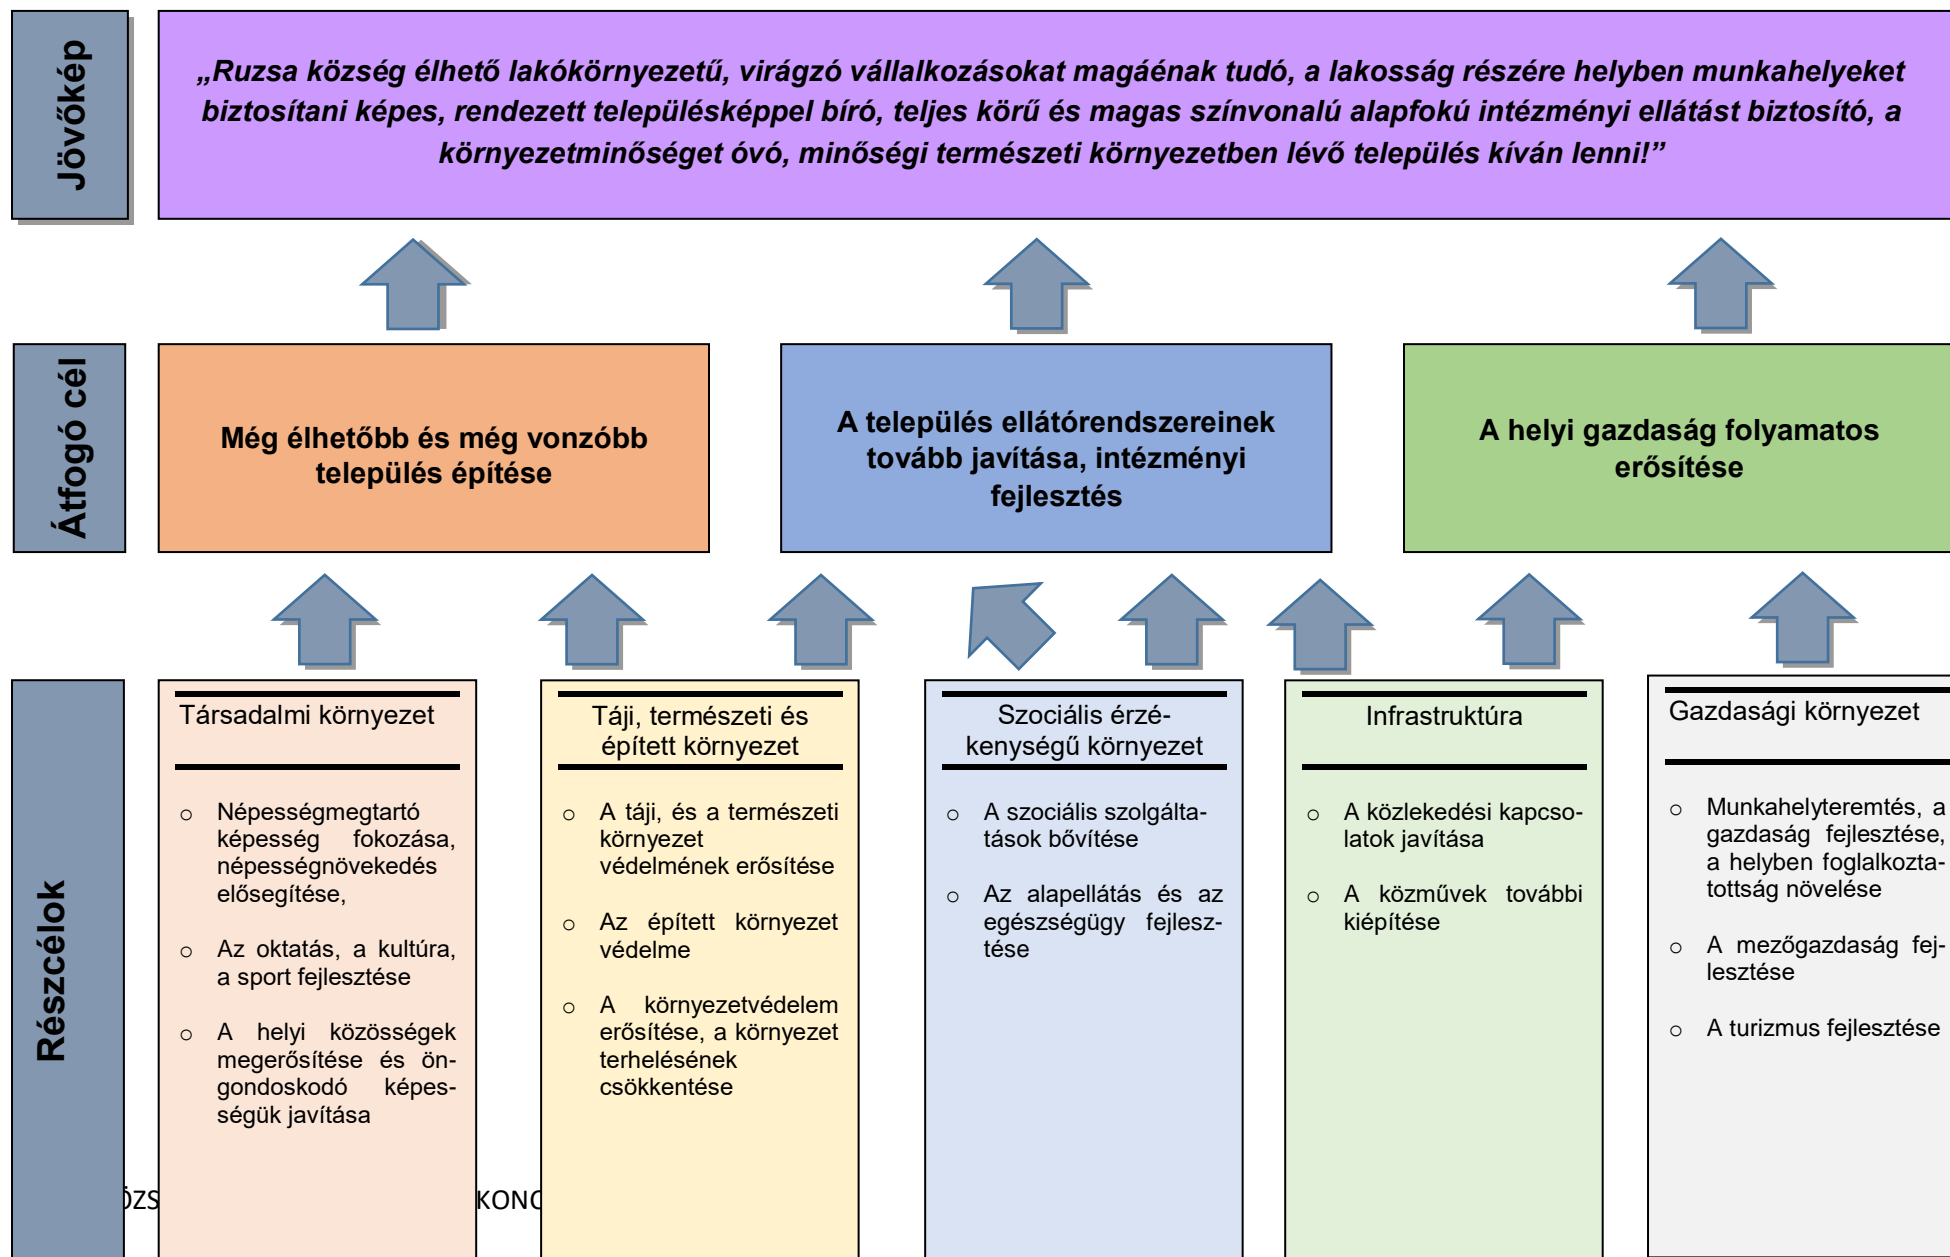 Jövőkép
„Ruzsa község élhető lakókörnyezetű, virágzó vállalkozásokat magáénak tudó, a lakosság részére helyben munkahelyeket
biztosítani képes, rendezett településképpel bíró, teljes körű és magas színvonalú alapfokú intézményi ellátást biztosító, a
környezetminőséget óvó, minőségi természeti környezetben lévő település kíván lenni!”
Átfogó cél
Még élhetőbb és még vonzóbb
település építése
A település ellátórendszereinek
tovább javítása, intézményi
fejlesztés
A helyi gazdaság folyamatos
erősítése
Részcélok
Társadalmi környezet
o Népességmegtartó
képesség fokozása,
népességnövekedés
elősegítése,
o Az oktatás, a kultúra,
a sport fejlesztése
o A helyi közösségek
megerősítése és ön-
gondoskodó képes-
ségük javítása
Táji, természeti és
épített környezet
o A táji, és a természeti
környezet
védelmének erősítése
o Az épített környezet
védelme
o A környezetvédelem
erősítése, a környezet
terhelésének
csökkentése
Szociális érzé-
kenységű környezet
o A szociális szolgálta-
tások bővítése
o Az alapellátás és az
egészségügy fejlesz-
tése
Infrastruktúra
o A közlekedési kapcso-
latok javítása
o A közművek további
kiépítése
Gazdasági környezet
o Munkahelyteremtés, a
gazdaság fejlesztése,
a helyben foglalkozta-
tottság növelése
o A mezőgazdaság fej-
lesztése
o A turizmus fejlesztése